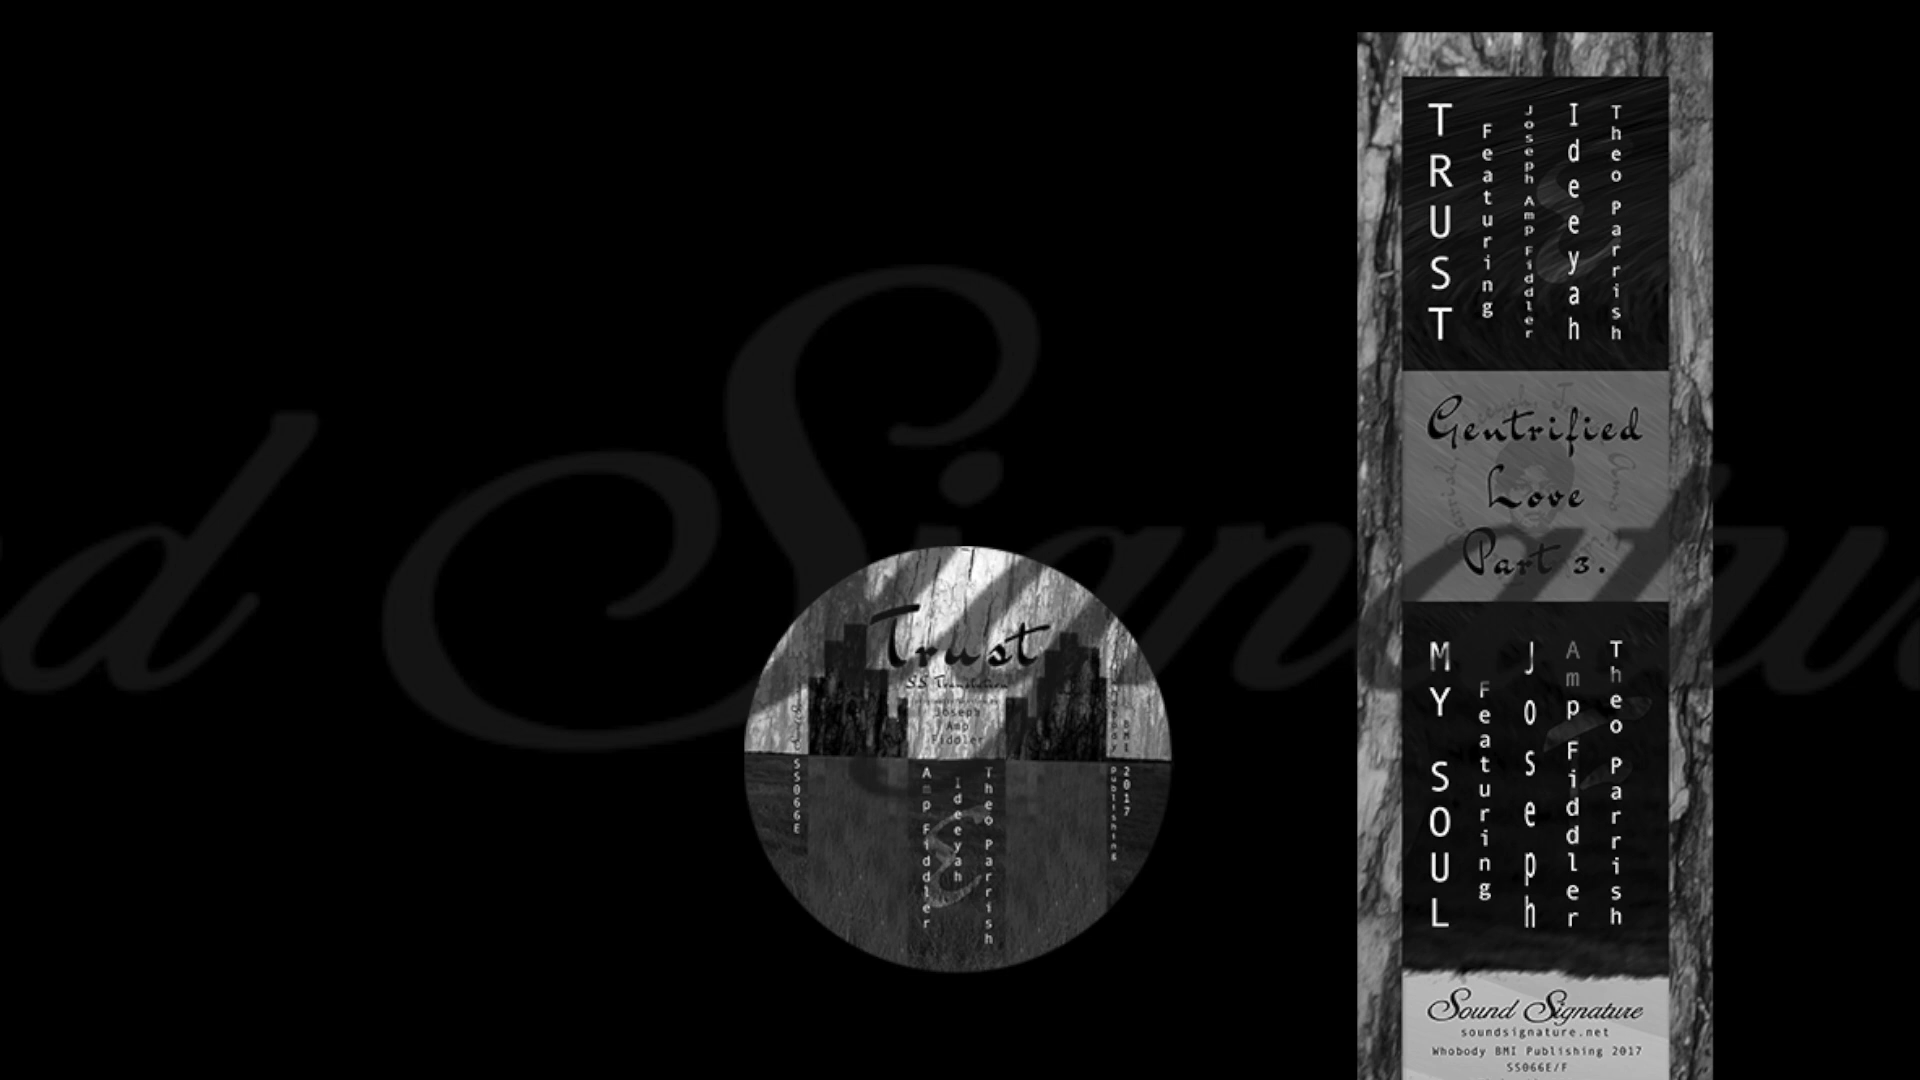 d Signatu
Trust
SS Translation
Joseph
Amp
Fiddler
SS066E
Amp Fiddler
Ideeyah
Theo Parrish
BMI 2017
Publishing
TRUST
Featuring
Joseph Amp Fiddler
Ideeyah
Theo Parrish
Gentrified
Love
Part 3.
MY SOUL
Featuring
Joseph
Amp Fiddler
Theo Parrish
Sound Signature
soundsignature.net
Whobody BMI Publishing 2017
SS066E/F